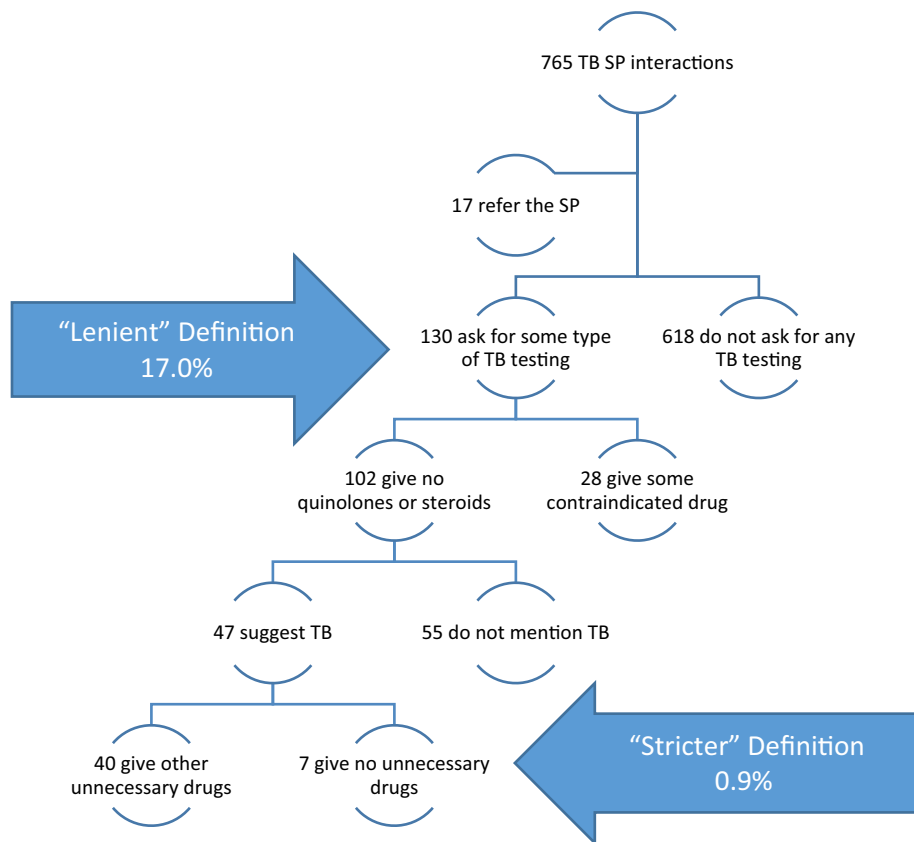 765 TB SP interactions
17 refer the SP
“Lenient” Definition
17.0%
130 ask for some type
of TB testing
618 do not ask for any
TB testing
102 give no
quinolones or steroids
28 give some
contraindicated drug
47 suggest TB
55 do not mention TB
40 give other
unnecessary drugs
7 give no unnecessary
drugs
“Stricter” Definition
0.9%